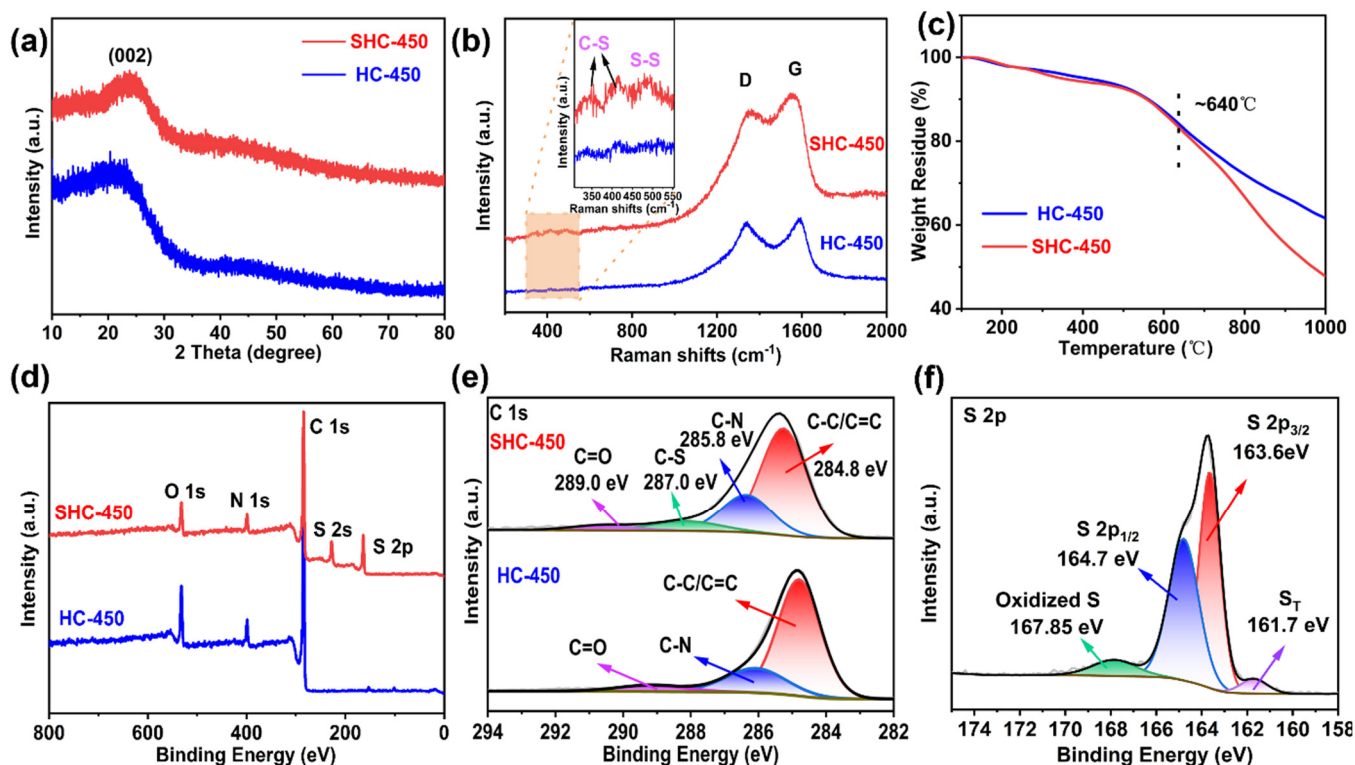 (a)
(002)
SHC-450
HC-450
Intensity (a.u.)
10 20 30 40 50 60 70 80
2 Theta (degree)
(b)
C-S
S-S
Intensity (a.u.)
350 400 450 500 550
Raman shifts (cm-1)
D
G
SHC-450
HC-450
Intensity (a.u.)
400 800 1200 1600 2000
Raman shifts (cm-1)
(c)
100
80
60
40
~640℃
HC-450
SHC-450
Weight Residue (%)
200 400 600 800 1000
Temperature (℃)
(d)
C 1s
O 1s
N 1s
SHC-450
S 2s
S 2p
HC-450
Intensity (a.u.)
800 600 400 200 0
Binding Energy (eV)
(e)
C 1s
SHC-450
C=O
289.0 eV
C-S
287.0 eV
C-N
285.8 eV
C-C/C=C
284.8 eV
HC-450
C-C/C=C
C=O
C-N
Intensity (a.u.)
294 292 290 288 286 284 282
Binding Energy (eV)
(f)
S 2p
S 2p3/2
163.6eV
S 2p1/2
164.7 eV
Oxidized S
167.85 eV
ST
161.7 eV
Intensity (a.u.)
174 172 170 168 166 164 162 160 158
Binding Energy (eV)